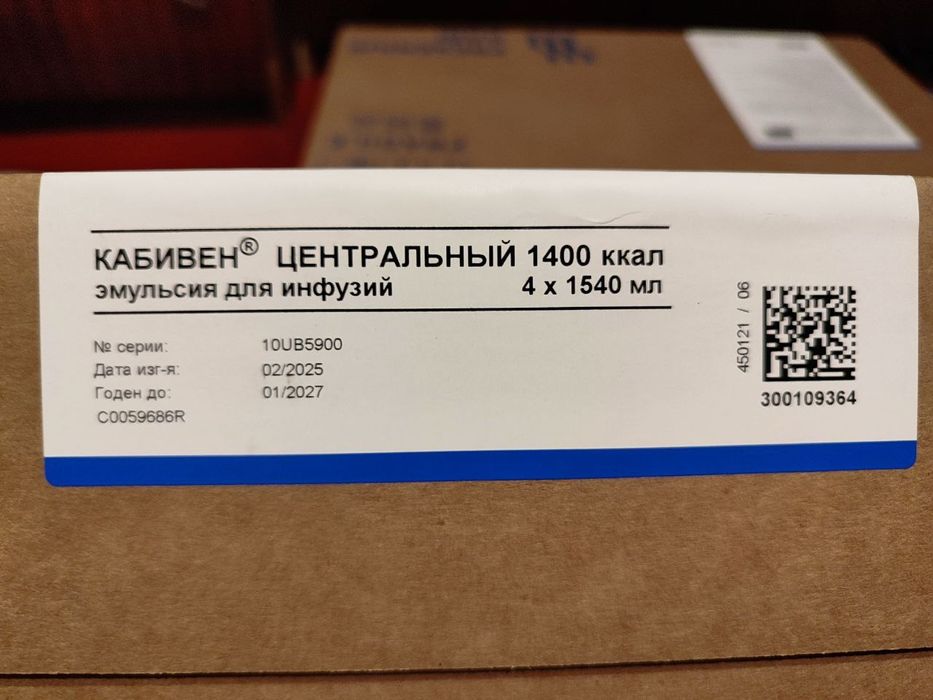 КАБИВЕН® ЦЕНТРАЛЬНЫЙ 1400 ккал
эмульсия для инфузий 4 x 1540 мл
№ серии: 10UB5900
Дата изг-я: 02/2025
Годен до: 01/2027
C0059686R
450121 / 06
300109364